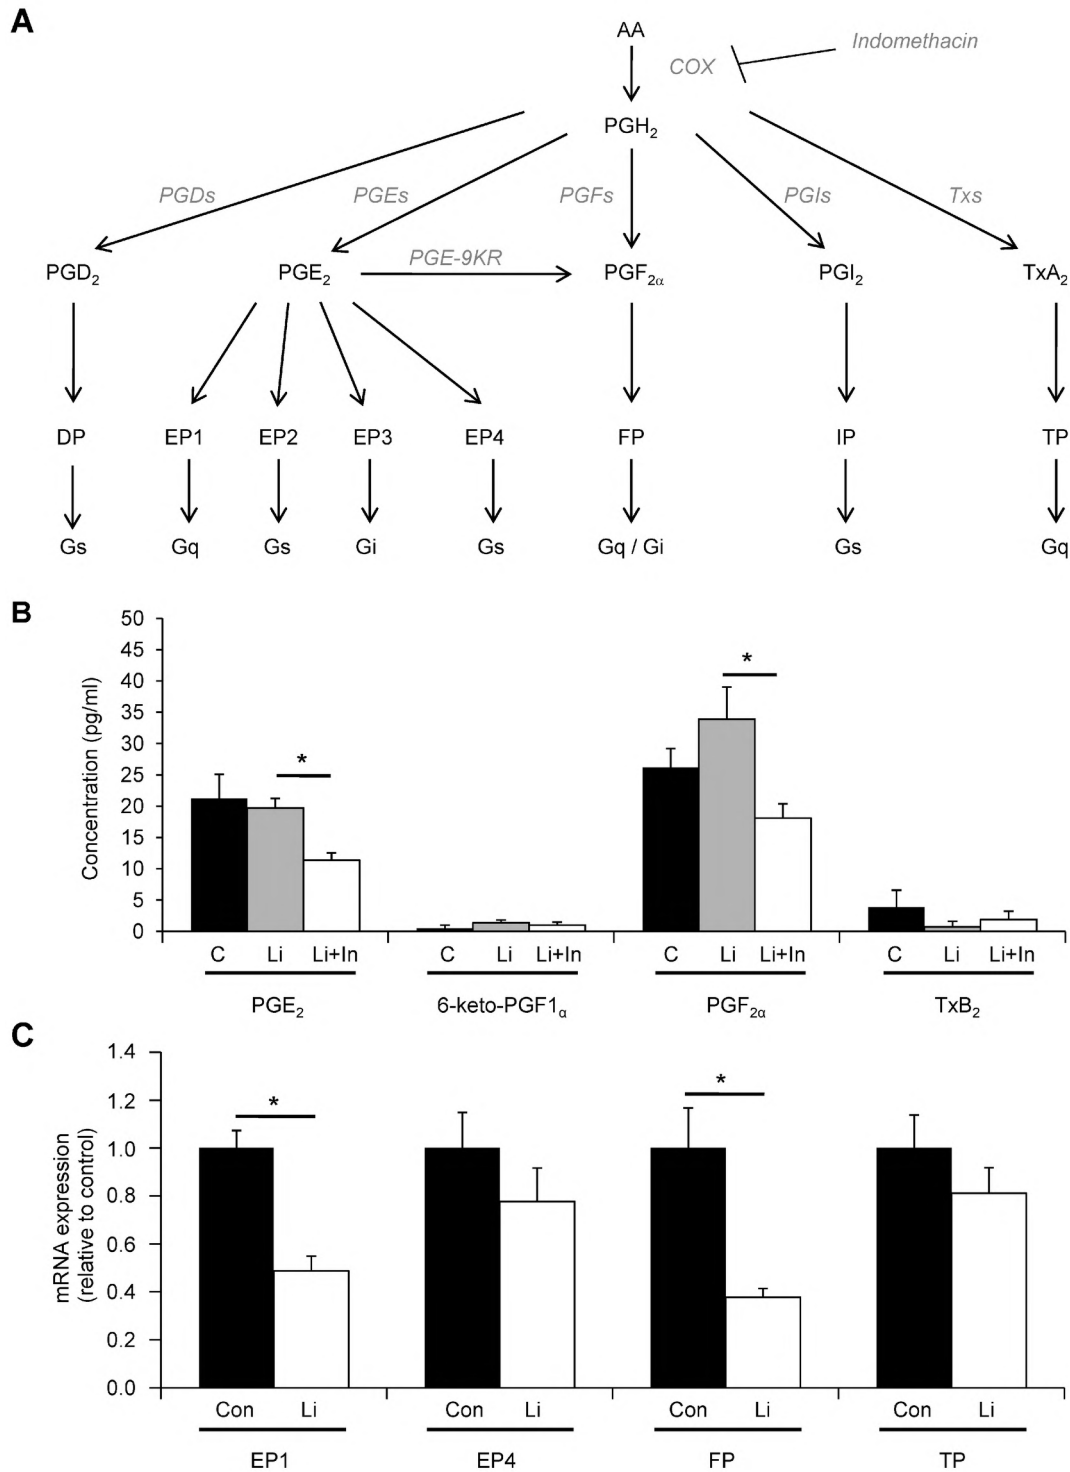 A
AA
Indomethacin
COX
PGH2
PGDs PGEs PGFs PGIs Txs
PGE-9KR
PGD2 PGE2 PGF2α PGI2 TxA2
DP EP1 EP2 EP3 EP4 FP IP TP
Gs Gq Gs Gi Gs Gq / Gi Gs Gq
B
Concentration (pg/ml)
50
45
40
35
30
25
20
15
10
5
0
*
*
C Li Li+In C Li Li+In C Li Li+In C Li Li+In
PGE2 6-keto-PGF1α PGF2α TxB2
C
mRNA expression
(relative to control)
1.4
1.2
1.0
0.8
0.6
0.4
0.2
0.0
*
*
Con Li Con Li Con Li Con Li
EP1 EP4 FP TP